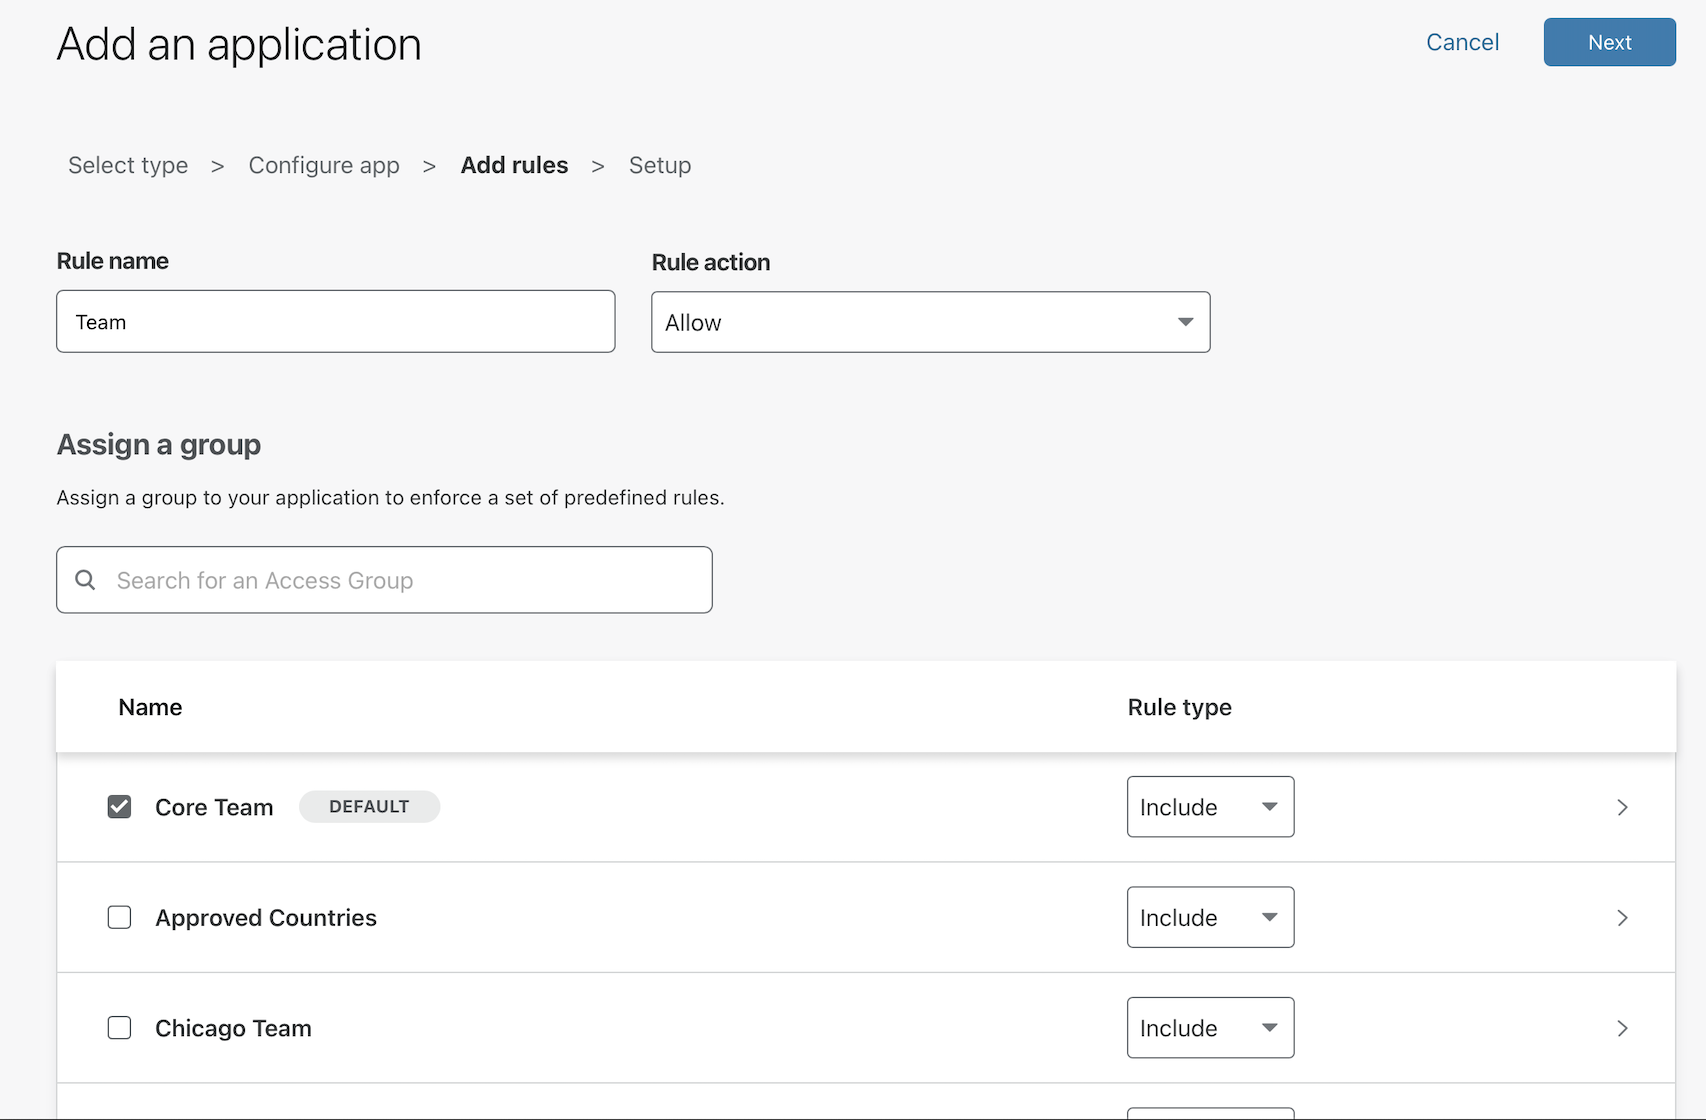 Add an application
Cancel
Next
Select type > Configure app > Add rules > Setup
Rule name
Rule action
Team
Allow
Assign a group
Assign a group to your application to enforce a set of predefined rules.
Search for an Access Group
Name
Rule type
Core Team
DEFAULT
Include
Approved Countries
Include
Chicago Team
Include